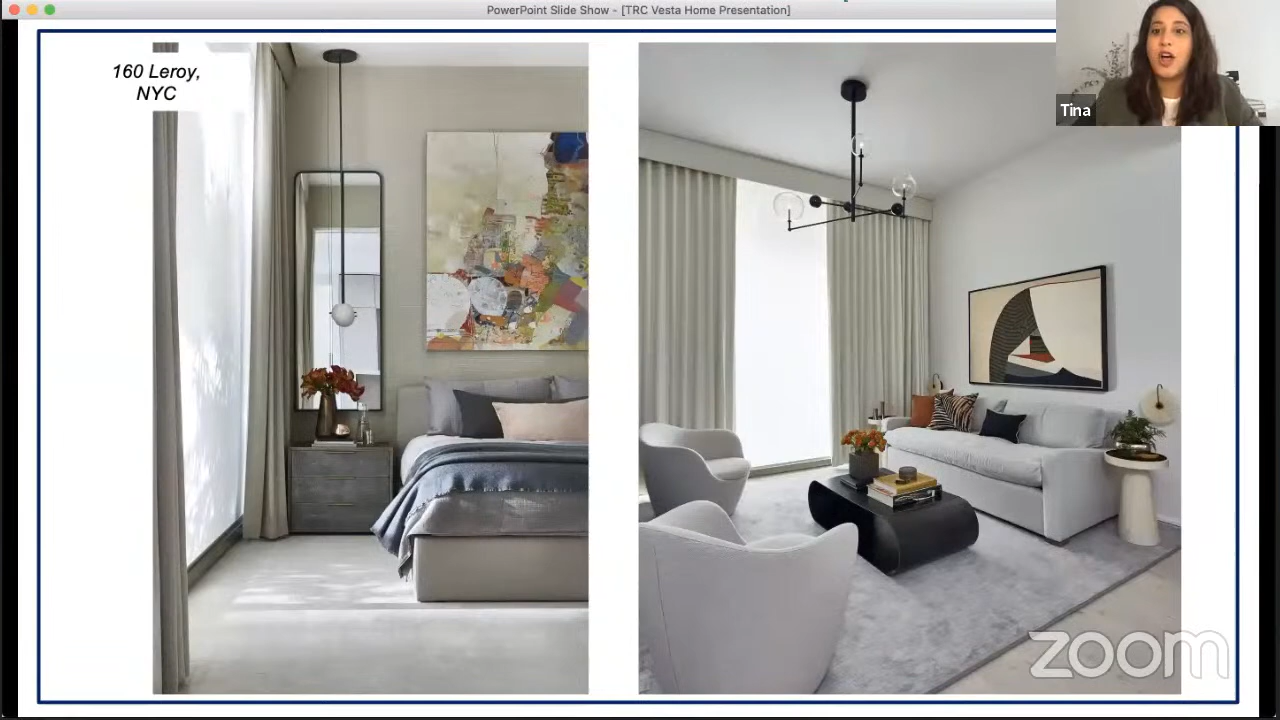 PowerPoint Slide Show - [TRC Vesta Home Presentation]
160 Leroy,
NYC
Tina
zoom